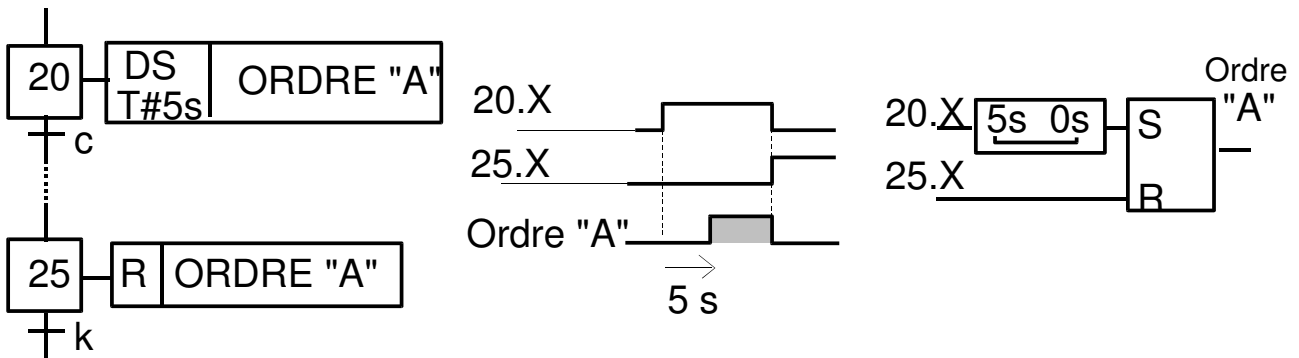 20
DS
T#5s
ORDRE "A"
c
25
R
ORDRE "A"
k
20.X
25.X
Ordre "A"
5 s
20.X
5s 0s
S
25.X
R
Ordre
"A"